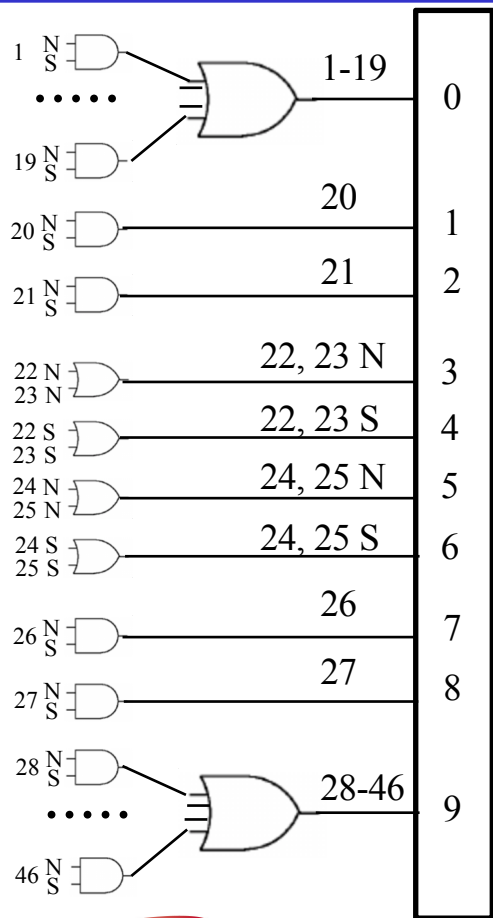 1 N
S
1-19
0
19 N
S
20
20 N
S
1
21
21 N
S
2
22, 23 N
22 N
23 N
3
22, 23 S
22 S
23 S
4
24, 25 N
24 N
25 N
5
24, 25 S
24 S
25 S
6
26
26 N
S
7
27
27 N
S
8
28 N
S
28-46
9
46 N
S